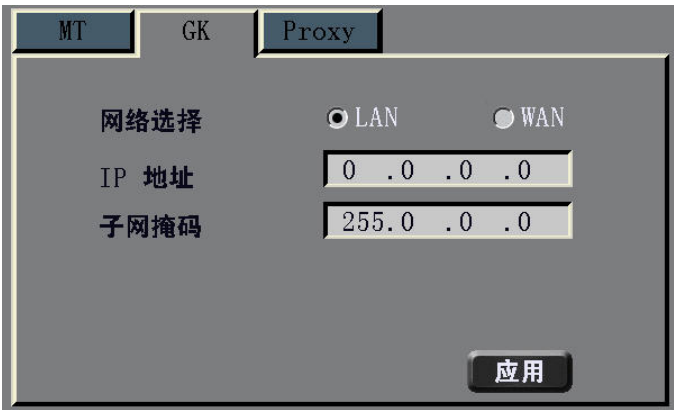 MT GK Proxy
网络选择 LAN WAN
IP 地址 0 .0 .0 .0
子网掩码 255.0 .0 .0
应用